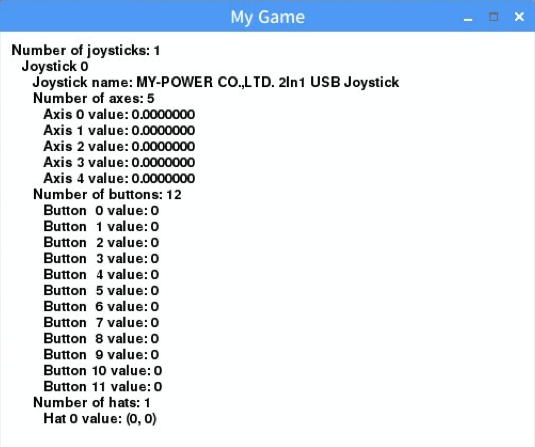 My Game
Number of joysticks: 1
Joystick 0
Joystick name: MY-POWER CO.,LTD. 2In1 USB Joystick
Number of axes: 5
Axis 0 value: 0.0000000
Axis 1 value: 0.0000000
Axis 2 value: 0.0000000
Axis 3 value: 0.0000000
Axis 4 value: 0.0000000
Number of buttons: 12
Button  0 value: 0
Button  1 value: 0
Button  2 value: 0
Button  3 value: 0
Button  4 value: 0
Button  5 value: 0
Button  6 value: 0
Button  7 value: 0
Button  8 value: 0
Button  9 value: 0
Button 10 value: 0
Button 11 value: 0
Number of hats: 1
Hat 0 value: (0, 0)